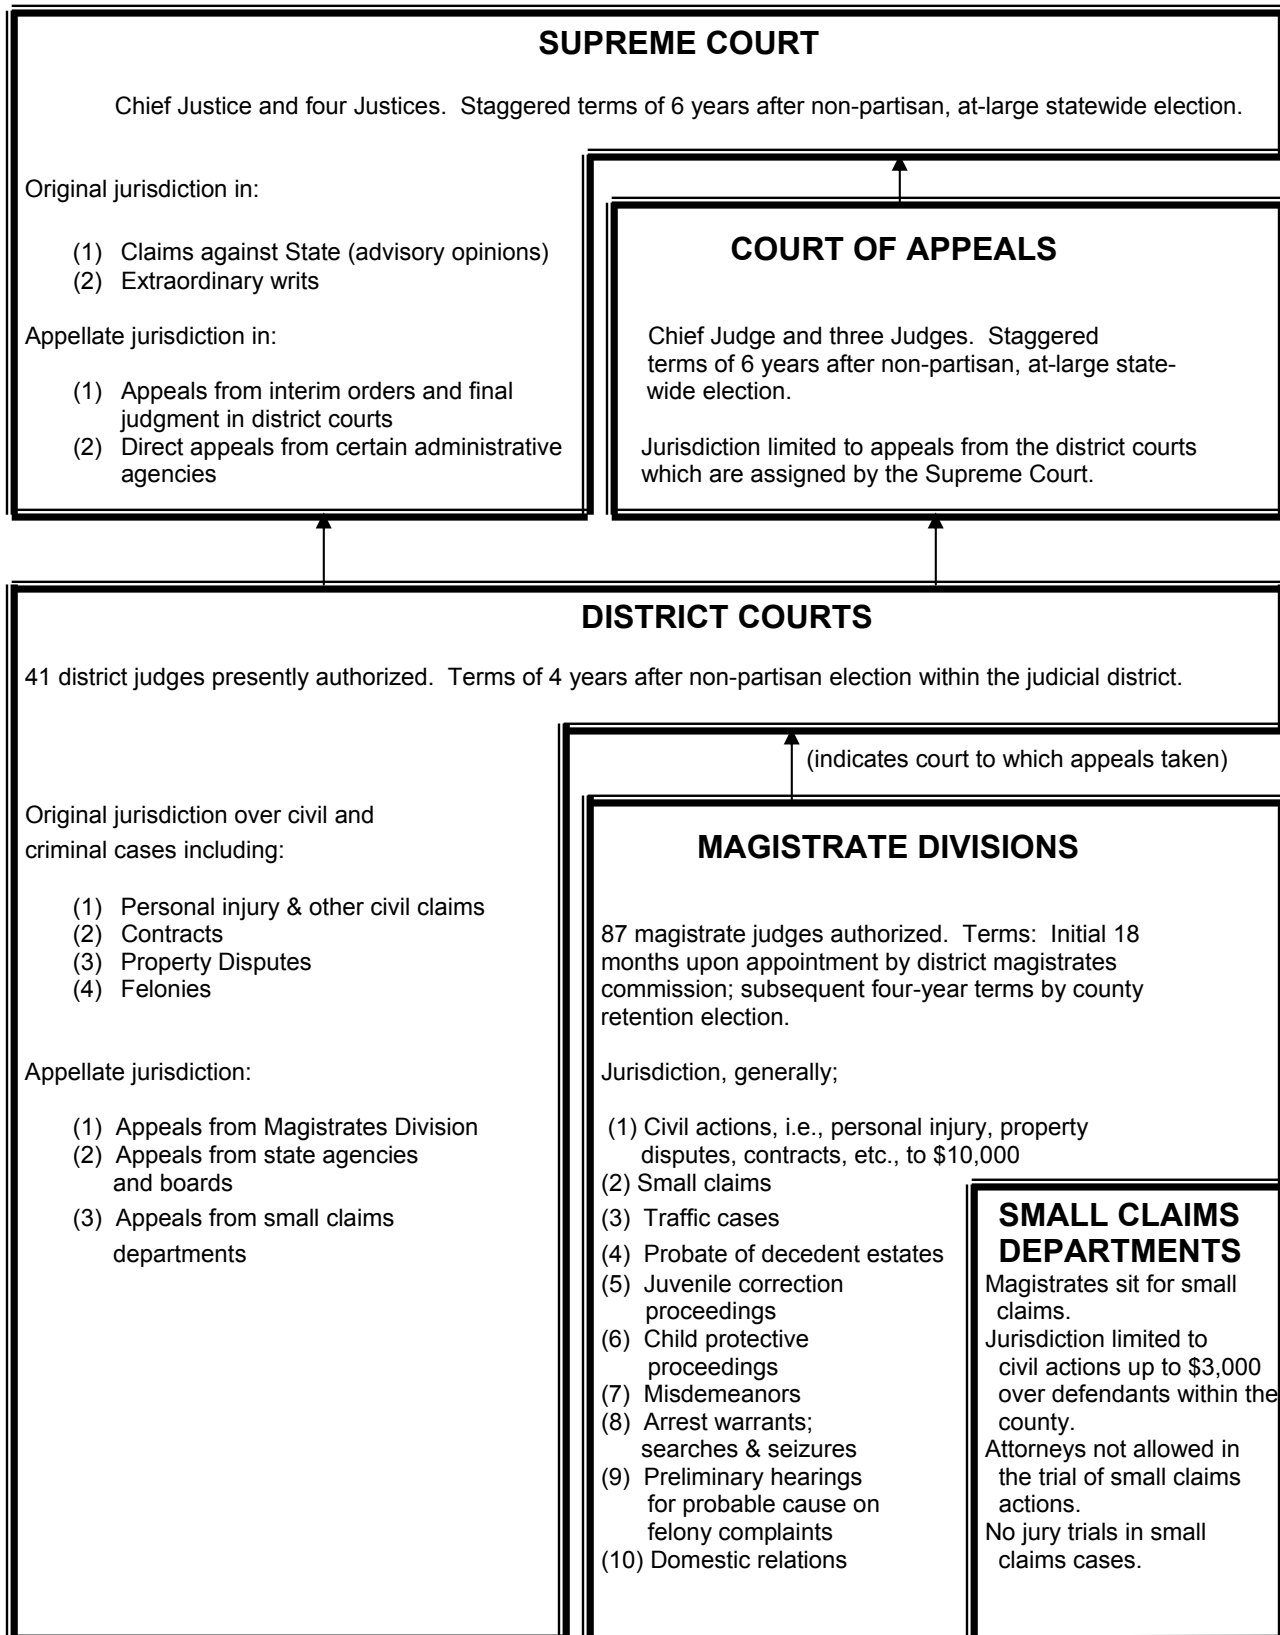 SUPREME COURT
Chief Justice and four Justices. Staggered terms of 6 years after non-partisan, at-large statewide election.
Original jurisdiction in:
(1) Claims against State (advisory opinions)
(2) Extraordinary writs
Appellate jurisdiction in:
(1) Appeals from interim orders and final
judgment in district courts
(2) Direct appeals from certain administrative
agencies
COURT OF APPEALS
Chief Judge and three Judges. Staggered
terms of 6 years after non-partisan, at-large state-
wide election.
Jurisdiction limited to appeals from the district courts
which are assigned by the Supreme Court.
DISTRICT COURTS
41 district judges presently authorized. Terms of 4 years after non-partisan election within the judicial district.
(indicates court to which appeals taken)
Original jurisdiction over civil and
criminal cases including:
(1) Personal injury & other civil claims
(2) Contracts
(3) Property Disputes
(4) Felonies
Appellate jurisdiction:
(1) Appeals from Magistrates Division
(2) Appeals from state agencies
and boards
(3) Appeals from small claims
departments
MAGISTRATE DIVISIONS
87 magistrate judges authorized. Terms: Initial 18
months upon appointment by district magistrates
commission; subsequent four-year terms by county
retention election.
Jurisdiction, generally;
(1) Civil actions, i.e., personal injury, property
disputes, contracts, etc., to $10,000
(2) Small claims
(3) Traffic cases
(4) Probate of decedent estates
(5) Juvenile correction
proceedings
(6) Child protective
proceedings
(7) Misdemeanors
(8) Arrest warrants;
searches & seizures
(9) Preliminary hearings
for probable cause on
felony complaints
(10) Domestic relations
SMALL CLAIMS
DEPARTMENTS
Magistrates sit for small
claims.
Jurisdiction limited to
civil actions up to $3,000
over defendants within the
county.
Attorneys not allowed in
the trial of small claims
actions.
No jury trials in small
claims cases.